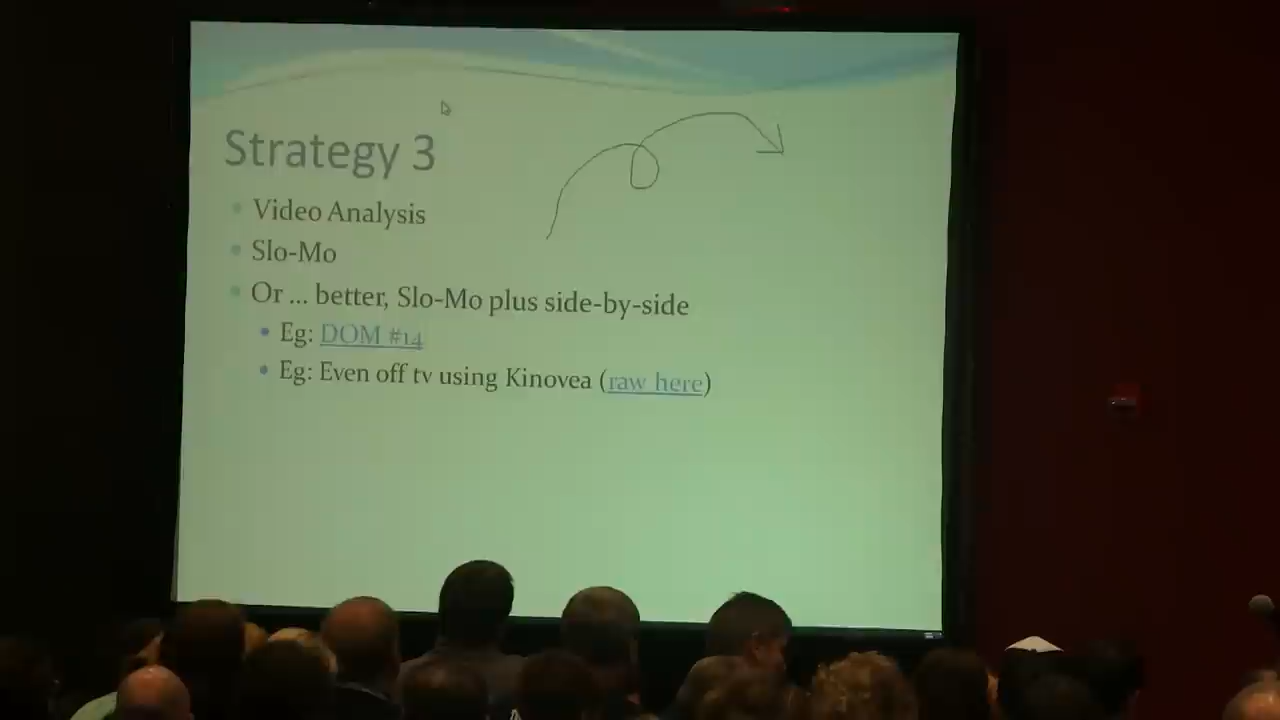 Strategy 3
Video Analysis
Slo-Mo
Or ... better, Slo-Mo plus side-by-side
Eg: DOM #14
Eg: Even off tv using Kinovea (raw here)